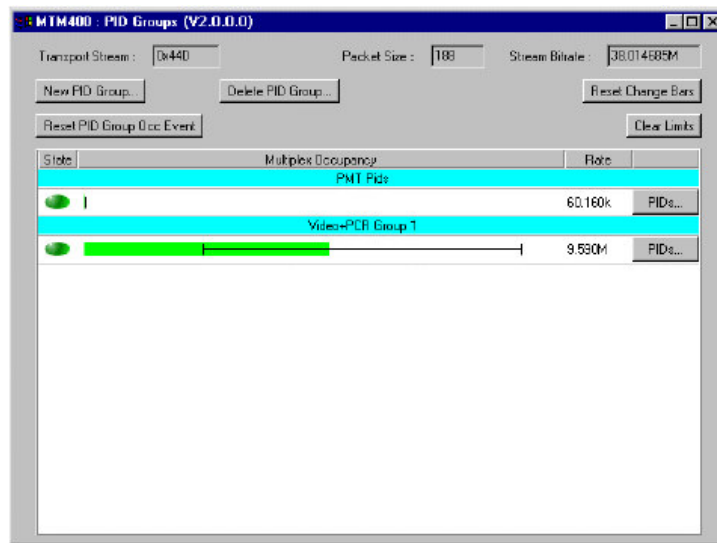 MTM400 : PID Groups (V2.0.0.0)
Transport Stream : 0x44D Packet Size : 188 Stream Bitrate : 38.014685M
New PID Group... Delete PID Group... Reset Change Bars
Reset PID Group Occ Event Clear Limits
State Multiplex Occupancy Rate
PMT Pids
60.160k PIDs...
Video+PCR Group 1
9.590M PIDs...